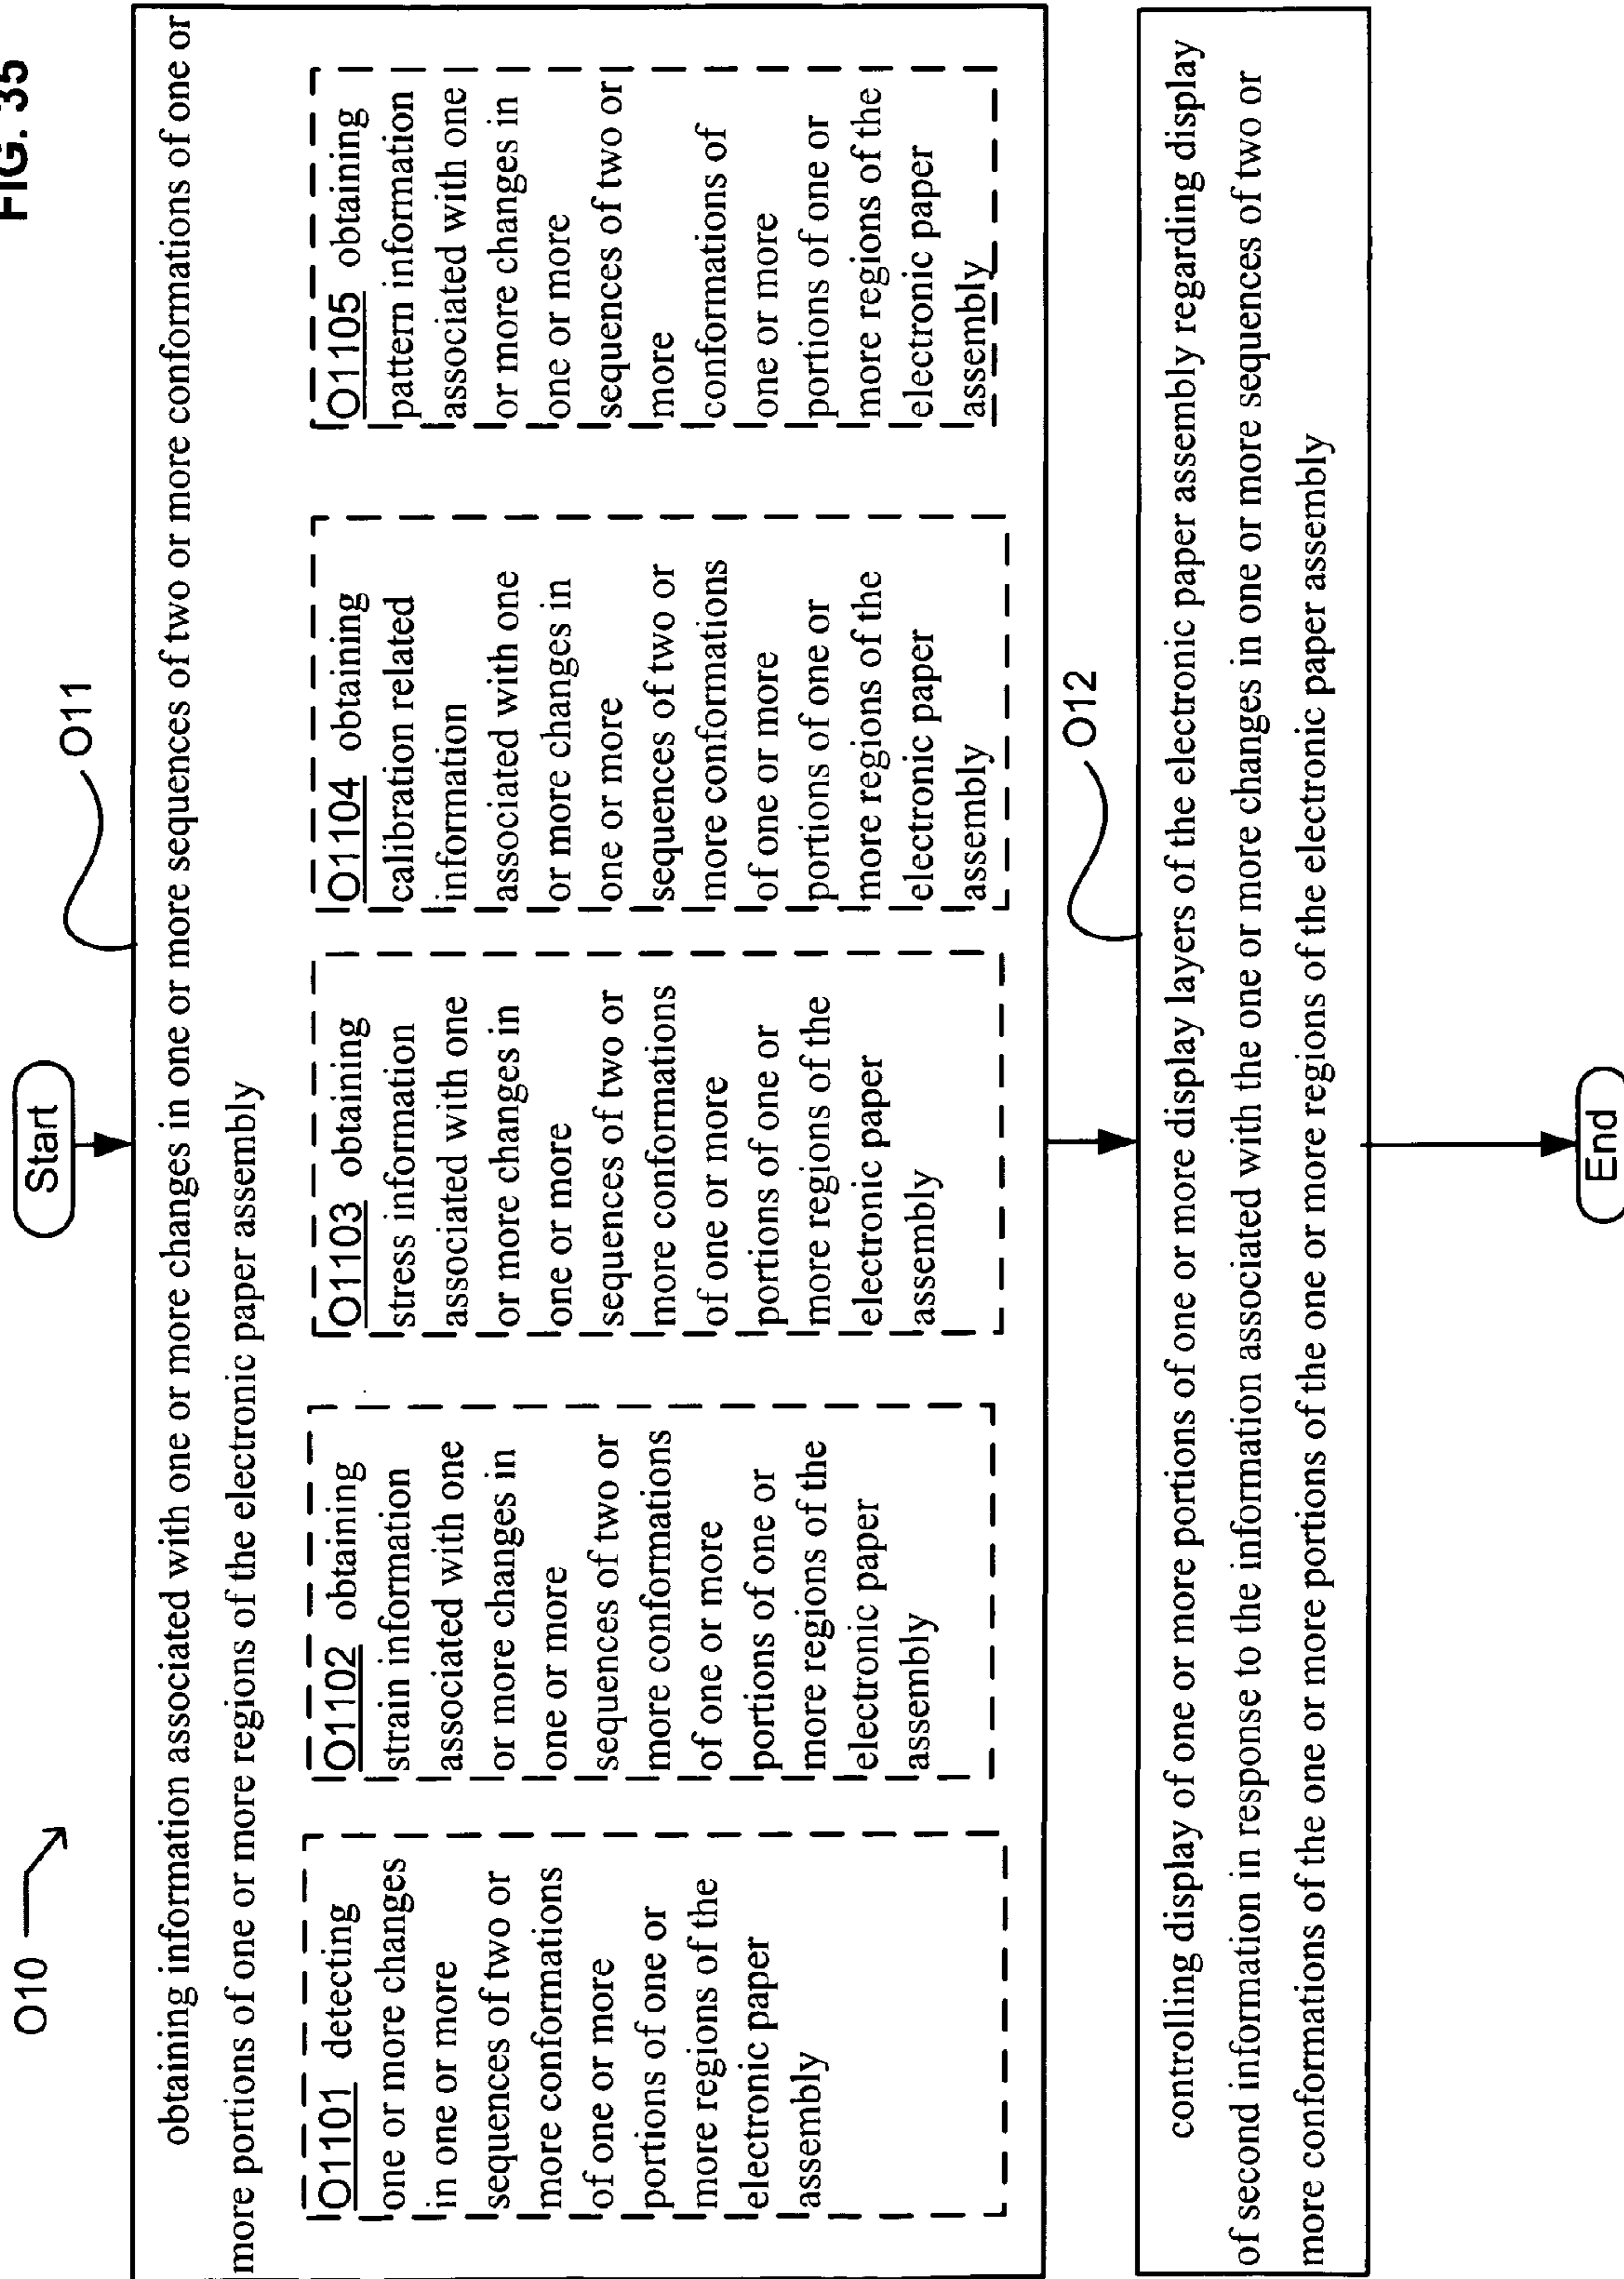 FIG. 35
O10
Start
O11
obtaining information associated with one or more changes in one or more sequences of two or more conformations of one or
more portions of one or more regions of the electronic paper assembly
O1101 detecting
one or more changes
in one or more
sequences of two or
more conformations
of one or more
portions of one or
more regions of the
electronic paper
assembly
O1102 obtaining
strain information
associated with one
or more changes in
one or more
sequences of two or
more conformations
of one or more
portions of one or
more regions of the
electronic paper
assembly
O1103 obtaining
stress information
associated with one
or more changes in
one or more
sequences of two or
more conformations
of one or more
portions of one or
more regions of the
electronic paper
assembly
O1104 obtaining
calibration related
information
associated with one
or more changes in
one or more
sequences of two or
more conformations
of one or more
portions of one or
more regions of the
electronic paper
assembly
O1105 obtaining
pattern information
associated with one
or more changes in
one or more
sequences of two or
more
conformations of
one or more
portions of one or
more regions of the
electronic paper
assembly
O12
controlling display of one or more portions of one or more display layers of the electronic paper assembly regarding display
of second information in response to the information associated with the one or more changes in one or more sequences of two or
more conformations of the one or more portions of the one or more regions of the electronic paper assembly
End